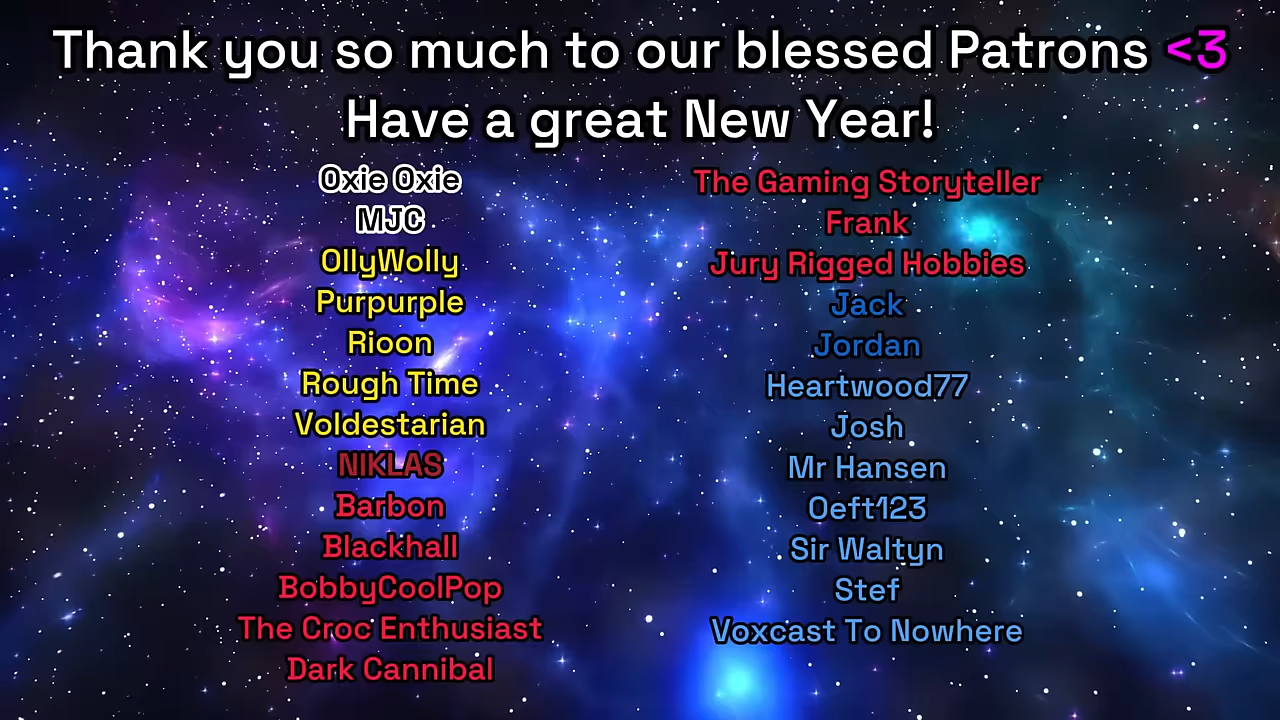 Thank you so much to our blessed Patrons <3
Have a great New Year!
Oxie Oxie
MJC
OllyWolly
Purpurple
Rioon
Rough Time
Voldestarian
NIKLAS
Barbon
Blackhall
BobbyCoolPop
The Croc Enthusiast
Dark Cannibal
The Gaming Storyteller
Frank
Jury Rigged Hobbies
Jack
Jordan
Heartwood77
Josh
Mr Hansen
Oeft123
Sir Waltyn
Stef
Voxcast To Nowhere